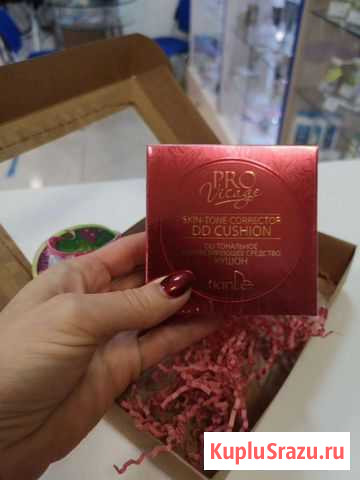 PRO
Visage
SKIN-TONE CORRECTOR
DD CUSHION
DD ТОНАЛЬНОЕ
КОРРЕКТИРУЮЩЕЕ СРЕДСТВО
КУШОН
tianDe
KupluSrazu.ru